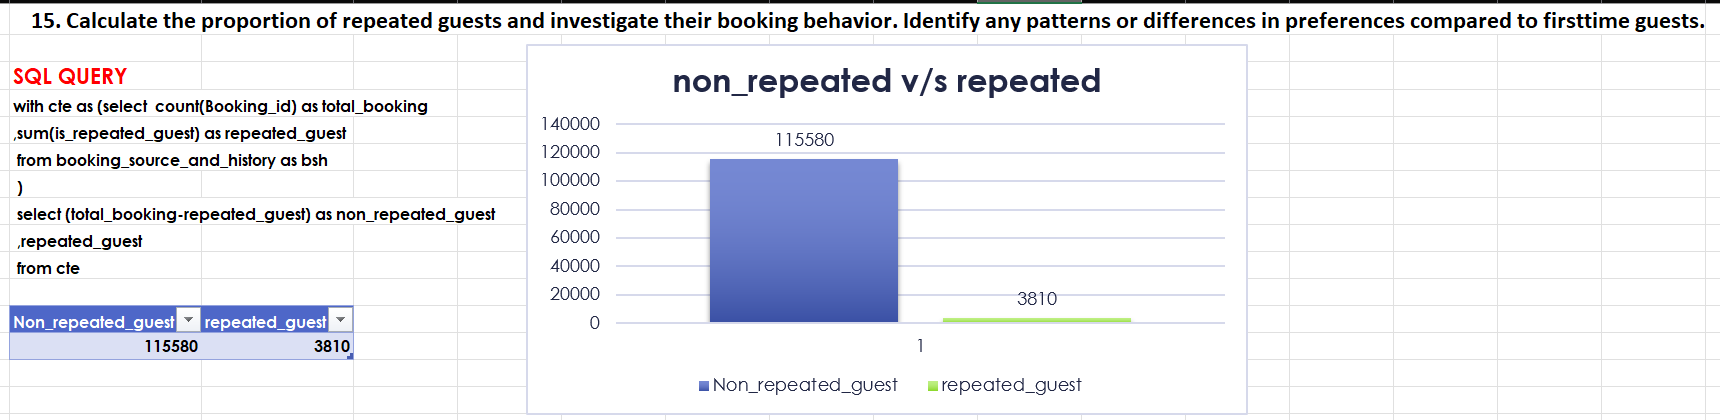 15. Calculate the proportion of repeated guests and investigate their booking behavior. Identify any patterns or differences in preferences compared to firsttime guests.
SQL QUERY
with cte as (select count(Booking_id) as total_booking
,sum(is_repeated_guest) as repeated_guest
from booking_source_and_history as bsh
)
select (total_booking-repeated_guest) as non_repeated_guest
,repeated_guest
from cte
Non_repeated_guest repeated_guest
115580 3810
non_repeated v/s repeated
140000
120000
100000
80000
60000
40000
20000
0
115580
3810
1
Non_repeated_guest repeated_guest